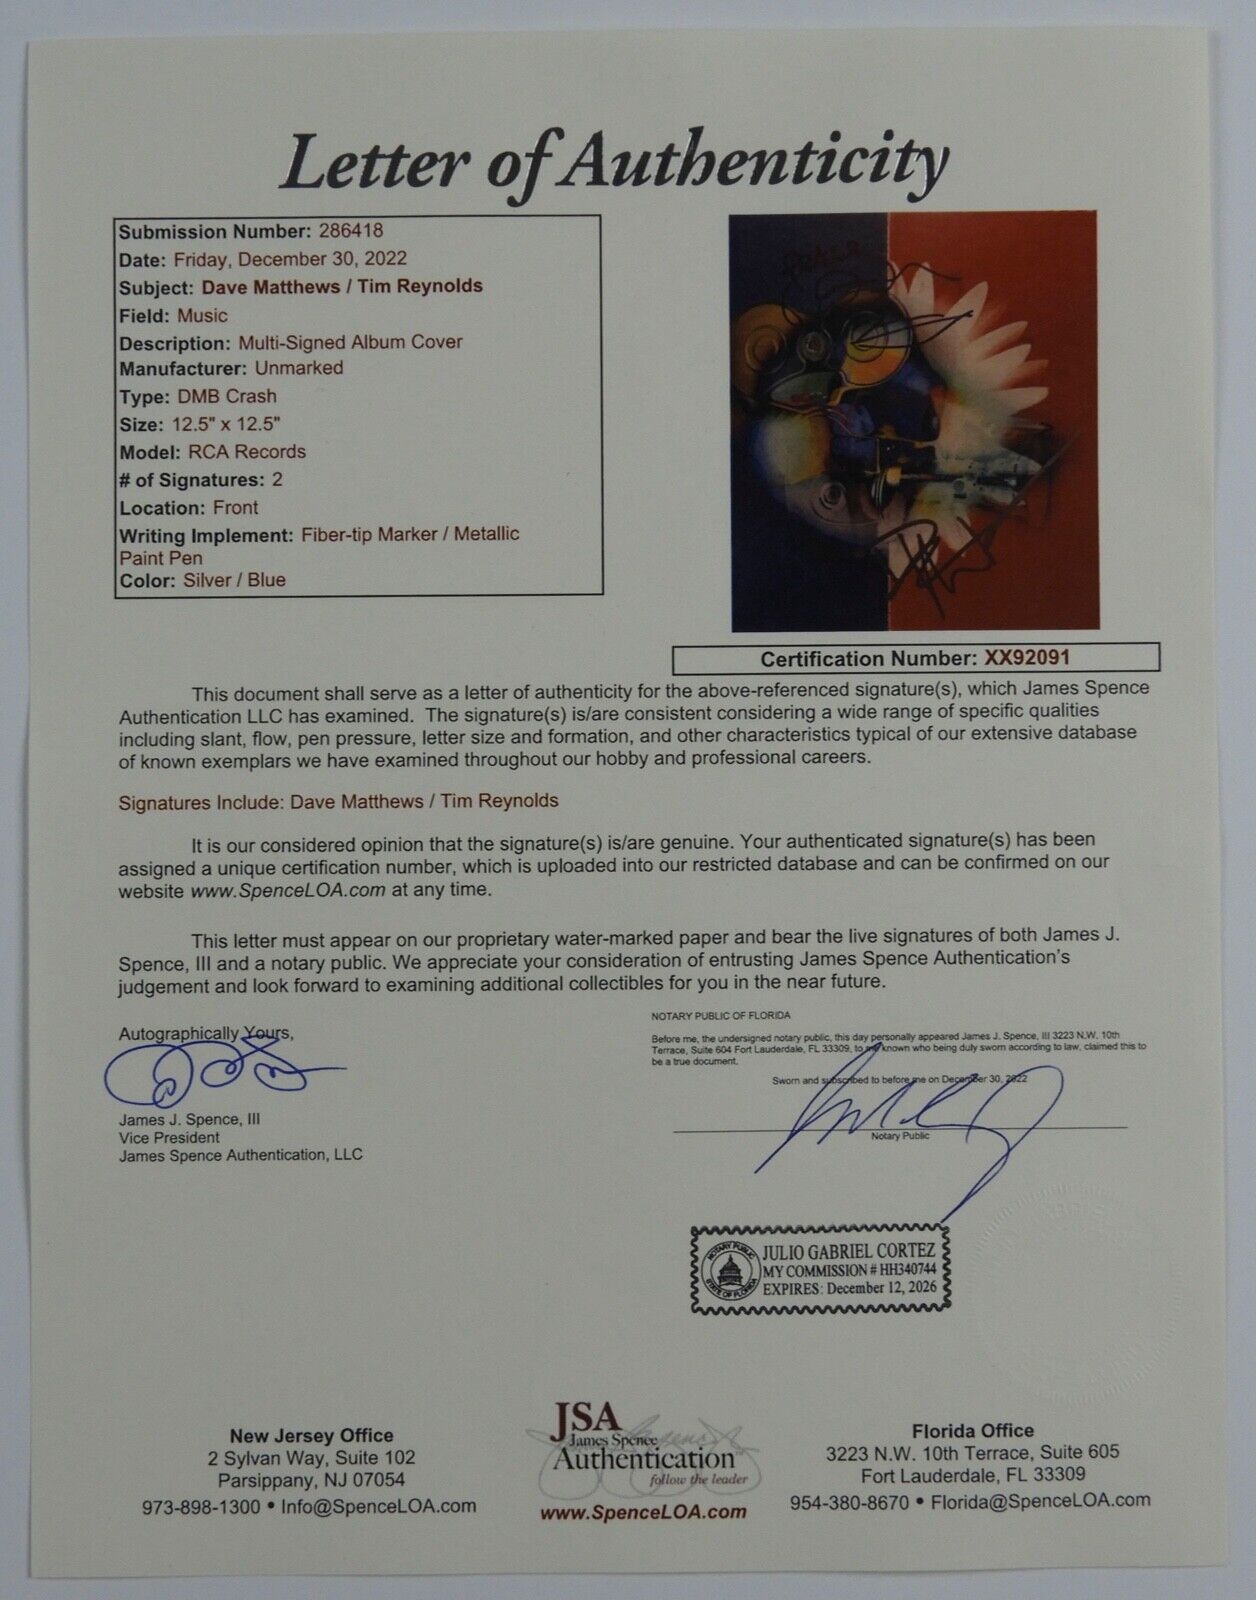 Letter of Authenticity
Submission Number: 286418
Date: Friday, December 30, 2022
Subject: Dave Matthews / Tim Reynolds
Field: Music
Description: Multi-Signed Album Cover
Manufacturer: Unmarked
Type: DMB Crash
Size: 12.5" x 12.5"
Model: RCA Records
# of Signatures: 2
Location: Front
Writing Implement: Fiber-tip Marker / Metallic
Paint Pen
Color: Silver / Blue
Certification Number: XX92091
This document shall serve as a letter of authenticity for the above-referenced signature(s), which James Spence
Authentication LLC has examined. The signature(s) is/are consistent considering a wide range of specific qualities
including slant, flow, pen pressure, letter size and formation, and other characteristics typical of our extensive database
of known exemplars we have examined throughout our hobby and professional careers.
Signatures Include: Dave Matthews / Tim Reynolds
It is our considered opinion that the signature(s) is/are genuine. Your authenticated signature(s) has been
assigned a unique certification number, which is uploaded into our restricted database and can be confirmed on our
website www.SpenceLOA.com at any time.
This letter must appear on our proprietary water-marked paper and bear the live signatures of both James J.
Spence, III and a notary public. We appreciate your consideration of entrusting James Spence Authentication's
judgement and look forward to examining additional collectibles for you in the near future.
Autographically Yours,
James J. Spence, III
Vice President
James Spence Authentication, LLC
NOTARY PUBLIC OF FLORIDA
Before me, the undersigned notary public, this day personally appeared James J. Spence, III 3223 N.W. 10th
Terrace, Suite 604 Fort Lauderdale, FL 33309, to me known who being duly sworn according to law, claimed this to
be a true document.
Sworn and subscribed to before me on December 30, 2022
Notary Public
NOTARY PUBLIC
STATE OF FLORIDA
JULIO GABRIEL CORTEZ
MY COMMISSION # HH340744
EXPIRES: December 12, 2026
New Jersey Office
2 Sylvan Way, Suite 102
Parsippany, NJ 07054
973-898-1300 • Info@SpenceLOA.com
JSA
James Spence
Authentication
follow the leader
www.SpenceLOA.com
Florida Office
3223 N.W. 10th Terrace, Suite 605
Fort Lauderdale, FL 33309
954-380-8670 • Florida@SpenceLOA.com